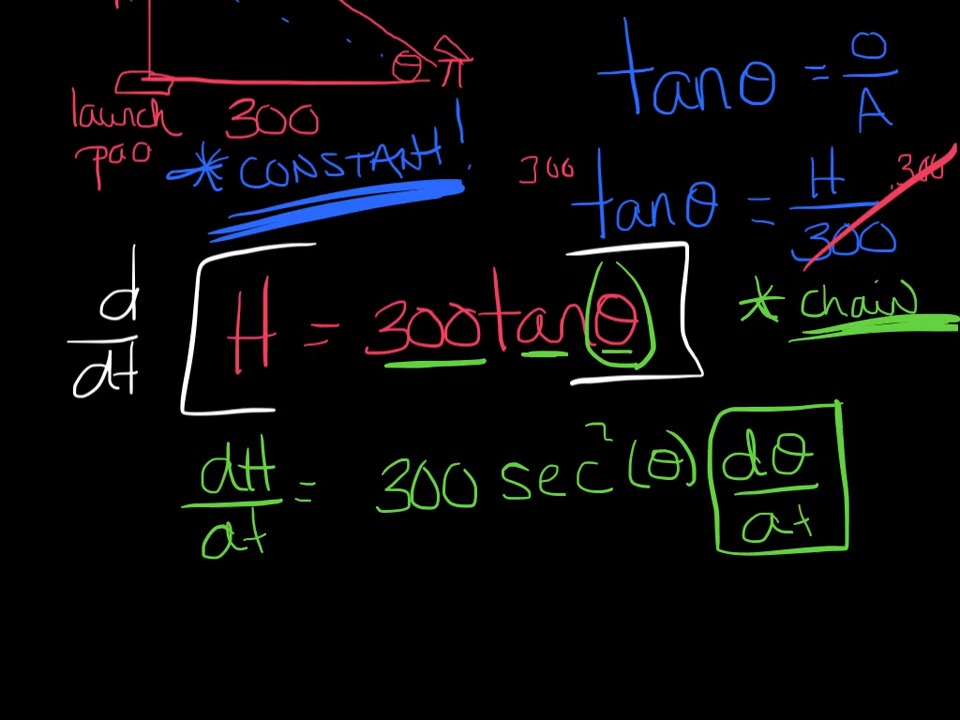 θ
launch 300
pad
* CONSTANT!
tanθ = O/A
300 tanθ = H/300 · 300
d/dt [H = 300tanθ]
* chain
dH/dt = 300 sec²(θ) dθ/dt